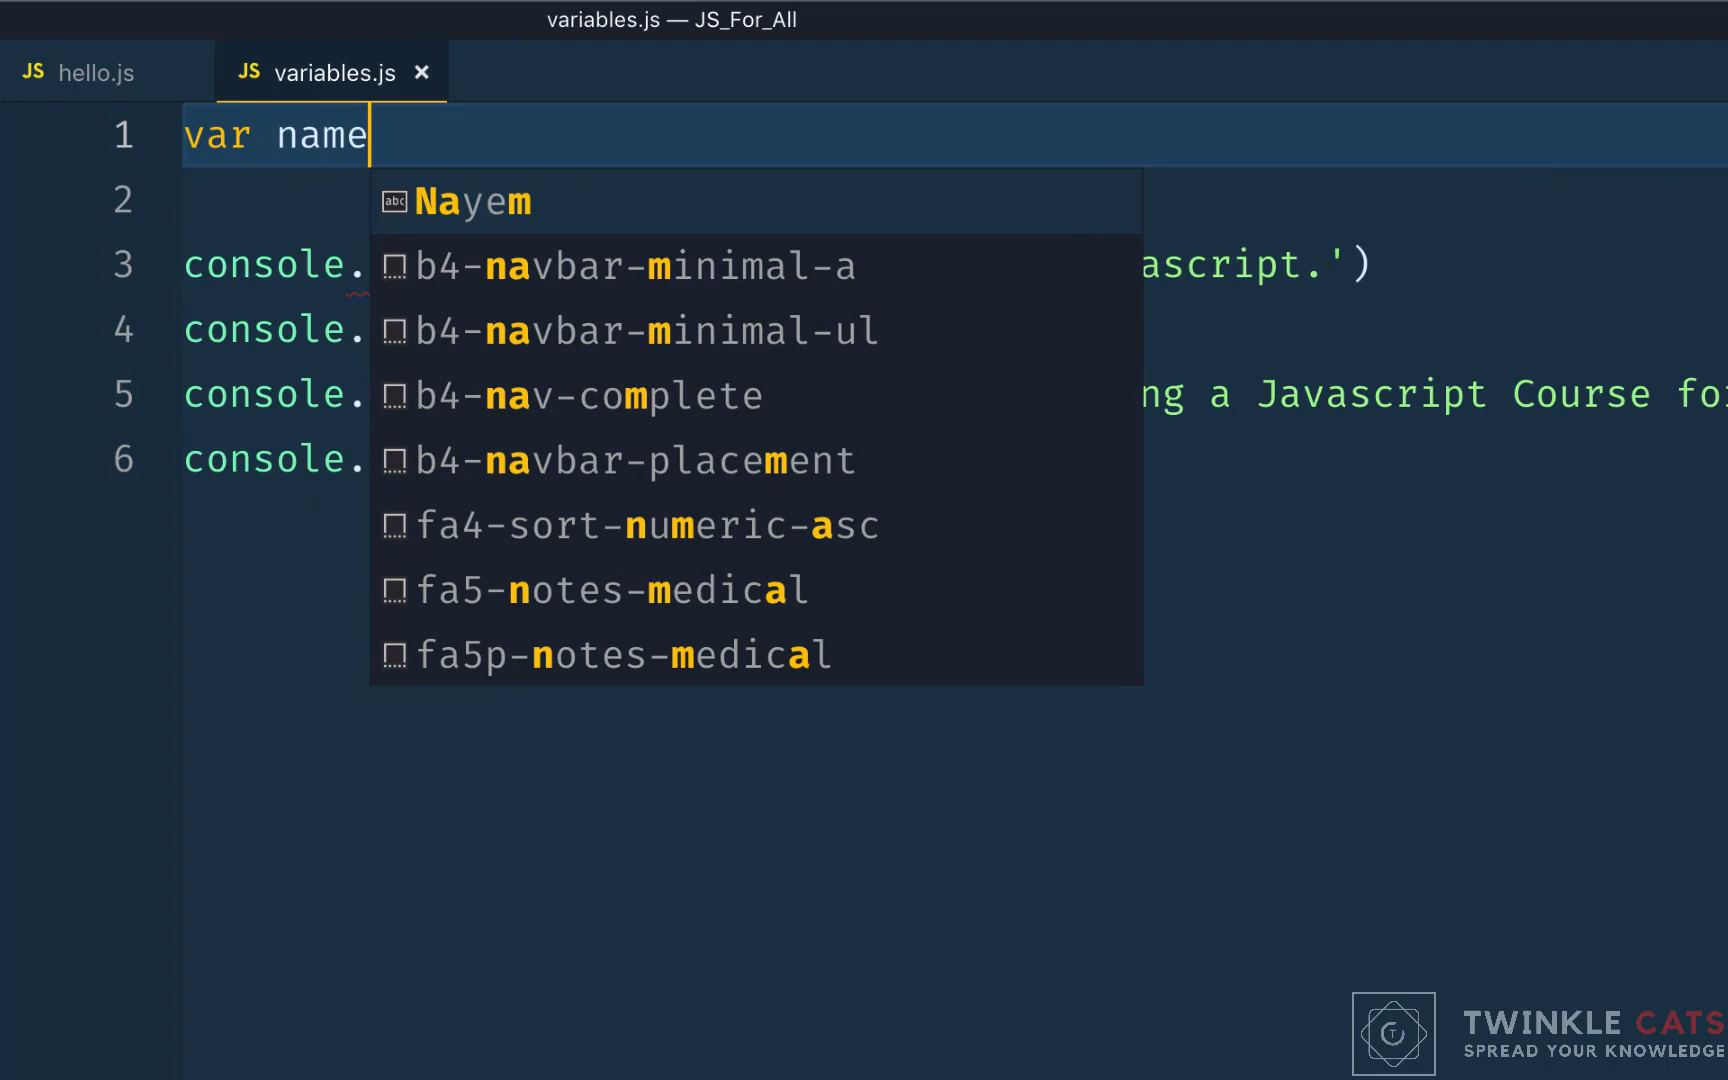 variables.js — JS_For_All
JS hello.js
JS variables.js ×
1 var name
2
3 console. ascript.')
4 console.
5 console. ng a Javascript Course for
6 console.
abc Nayem
b4-navbar-minimal-a
b4-navbar-minimal-ul
b4-nav-complete
b4-navbar-placement
fa4-sort-numeric-asc
fa5-notes-medical
fa5p-notes-medical
TWINKLE CATS
SPREAD YOUR KNOWLEDGE